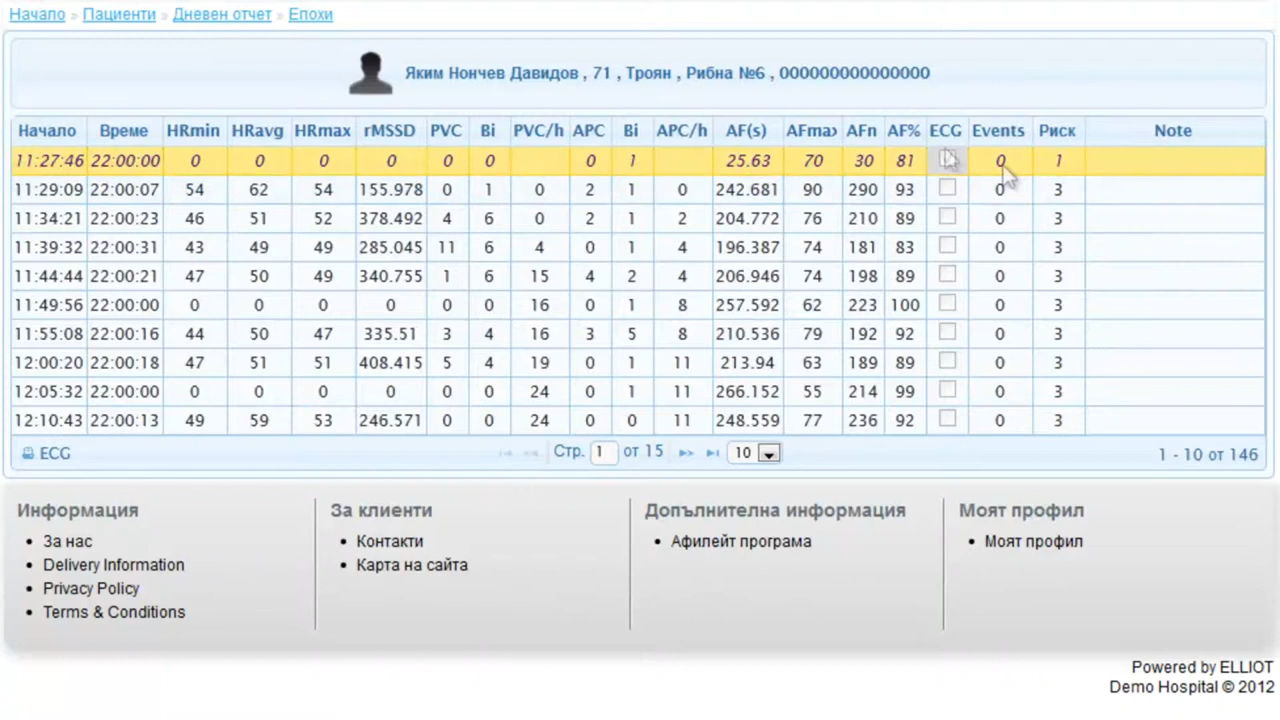 Начало » Пациенти » Дневен отчет » Епохи
Яким Нончев Давидов , 71 , Троян , Рибна №6 , 000000000000000
Начало Време HRmin HRavg HRmax rMSSD PVC Bi PVC/h APC Bi APC/h AF(s) AFmax AFn AF% ECG Events Риск Note
11:27:46 22:00:00 0 0 0 0 0 0 0 1 25.63 70 30 81 0 1
11:29:09 22:00:07 54 62 54 155.978 0 1 0 2 1 0 242.681 90 290 93 0 3
11:34:21 22:00:23 46 51 52 378.492 4 6 0 2 1 2 204.772 76 210 89 0 3
11:39:32 22:00:31 43 49 49 285.045 11 6 4 0 1 4 196.387 74 181 83 0 3
11:44:44 22:00:21 47 50 49 340.755 1 6 15 4 2 4 206.946 74 198 89 0 3
11:49:56 22:00:00 0 0 0 0 0 0 16 0 1 8 257.592 62 223 100 0 3
11:55:08 22:00:16 44 50 47 335.51 3 4 16 3 5 8 210.536 79 192 92 0 3
12:00:20 22:00:18 47 51 51 408.415 5 4 19 0 1 11 213.94 63 189 89 0 3
12:05:32 22:00:00 0 0 0 0 0 0 24 0 1 11 266.152 55 214 99 0 3
12:10:43 22:00:13 49 59 53 246.571 0 0 24 0 0 11 248.559 77 236 92 0 3
ECG Стр. 1 от 15 10 1 - 10 от 146
Информация
За нас
Delivery Information
Privacy Policy
Terms & Conditions
За клиенти
Контакти
Карта на сайта
Допълнителна информация
Афилейт програма
Моят профил
Моят профил
Powered by ELLIOT
Demo Hospital © 2012